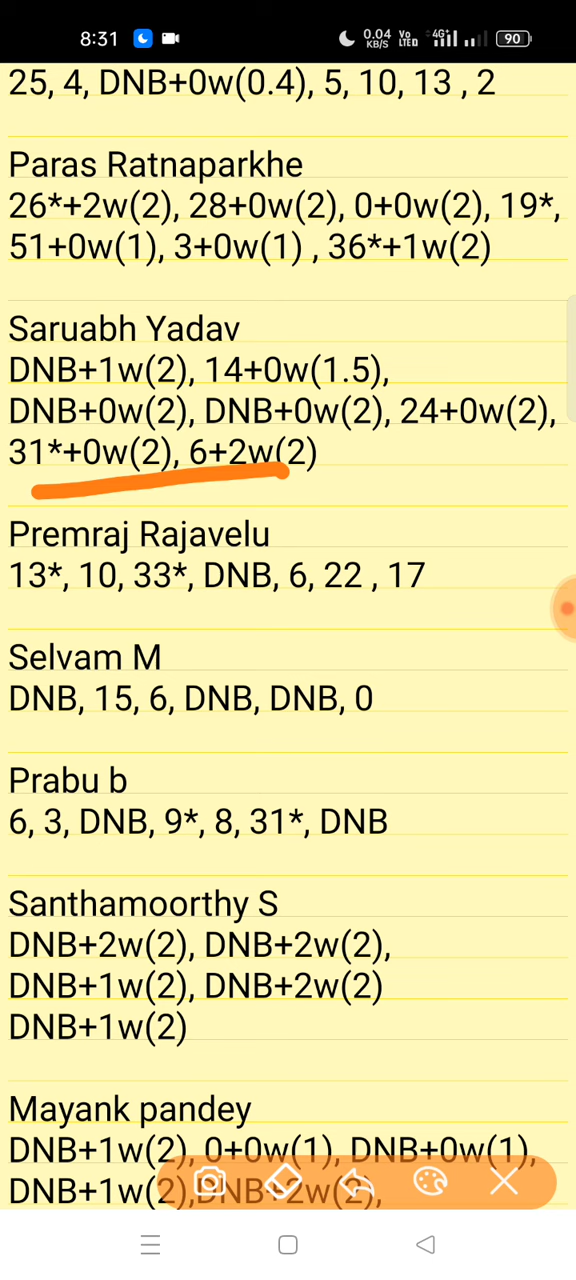 8:31
0.04 KB/S Vo LTED 4G+ 90
25, 4, DNB+0w(0.4), 5, 10, 13 , 2
Paras Ratnaparkhe
26*+2w(2), 28+0w(2), 0+0w(2), 19*,
51+0w(1), 3+0w(1) , 36*+1w(2)
Saruabh Yadav
DNB+1w(2), 14+0w(1.5),
DNB+0w(2), DNB+0w(2), 24+0w(2),
31*+0w(2), 6+2w(2)
Premraj Rajavelu
13*, 10, 33*, DNB, 6, 22 , 17
Selvam M
DNB, 15, 6, DNB, DNB, 0
Prabu b
6, 3, DNB, 9*, 8, 31*, DNB
Santhamoorthy S
DNB+2w(2), DNB+2w(2),
DNB+1w(2), DNB+2w(2)
DNB+1w(2)
Mayank pandey
DNB+1w(2), 0+0w(1), DNB+0w(1),
DNB+1w(2),DNB+2w(2),